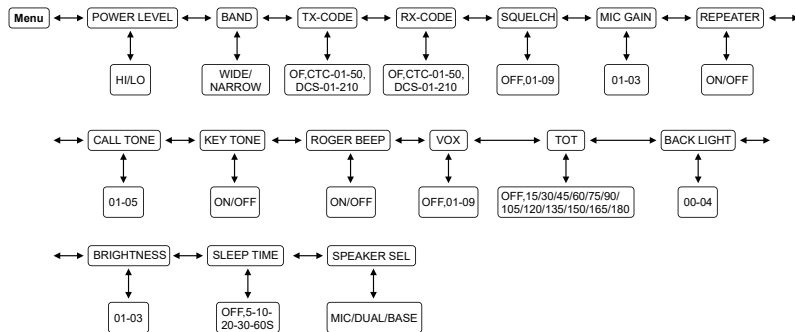 Menu
POWER LEVEL
BAND
TX-CODE
RX-CODE
SQUELCH
MIC GAIN
REPEATER
HI/LO
WIDE/
NARROW
OF,CTC-01-50,
DCS-01-210
OF,CTC-01-50,
DCS-01-210
OFF,01-09
01-03
ON/OFF
CALL TONE
KEY TONE
ROGER BEEP
VOX
TOT
BACK LIGHT
01-05
ON/OFF
ON/OFF
OFF,01-09
OFF,15/30/45/60/75/90/
105/120/135/150/165/180
00-04
BRIGHTNESS
SLEEP TIME
SPEAKER SEL
01-03
OFF,5-10-
20-30-60S
MIC/DUAL/BASE